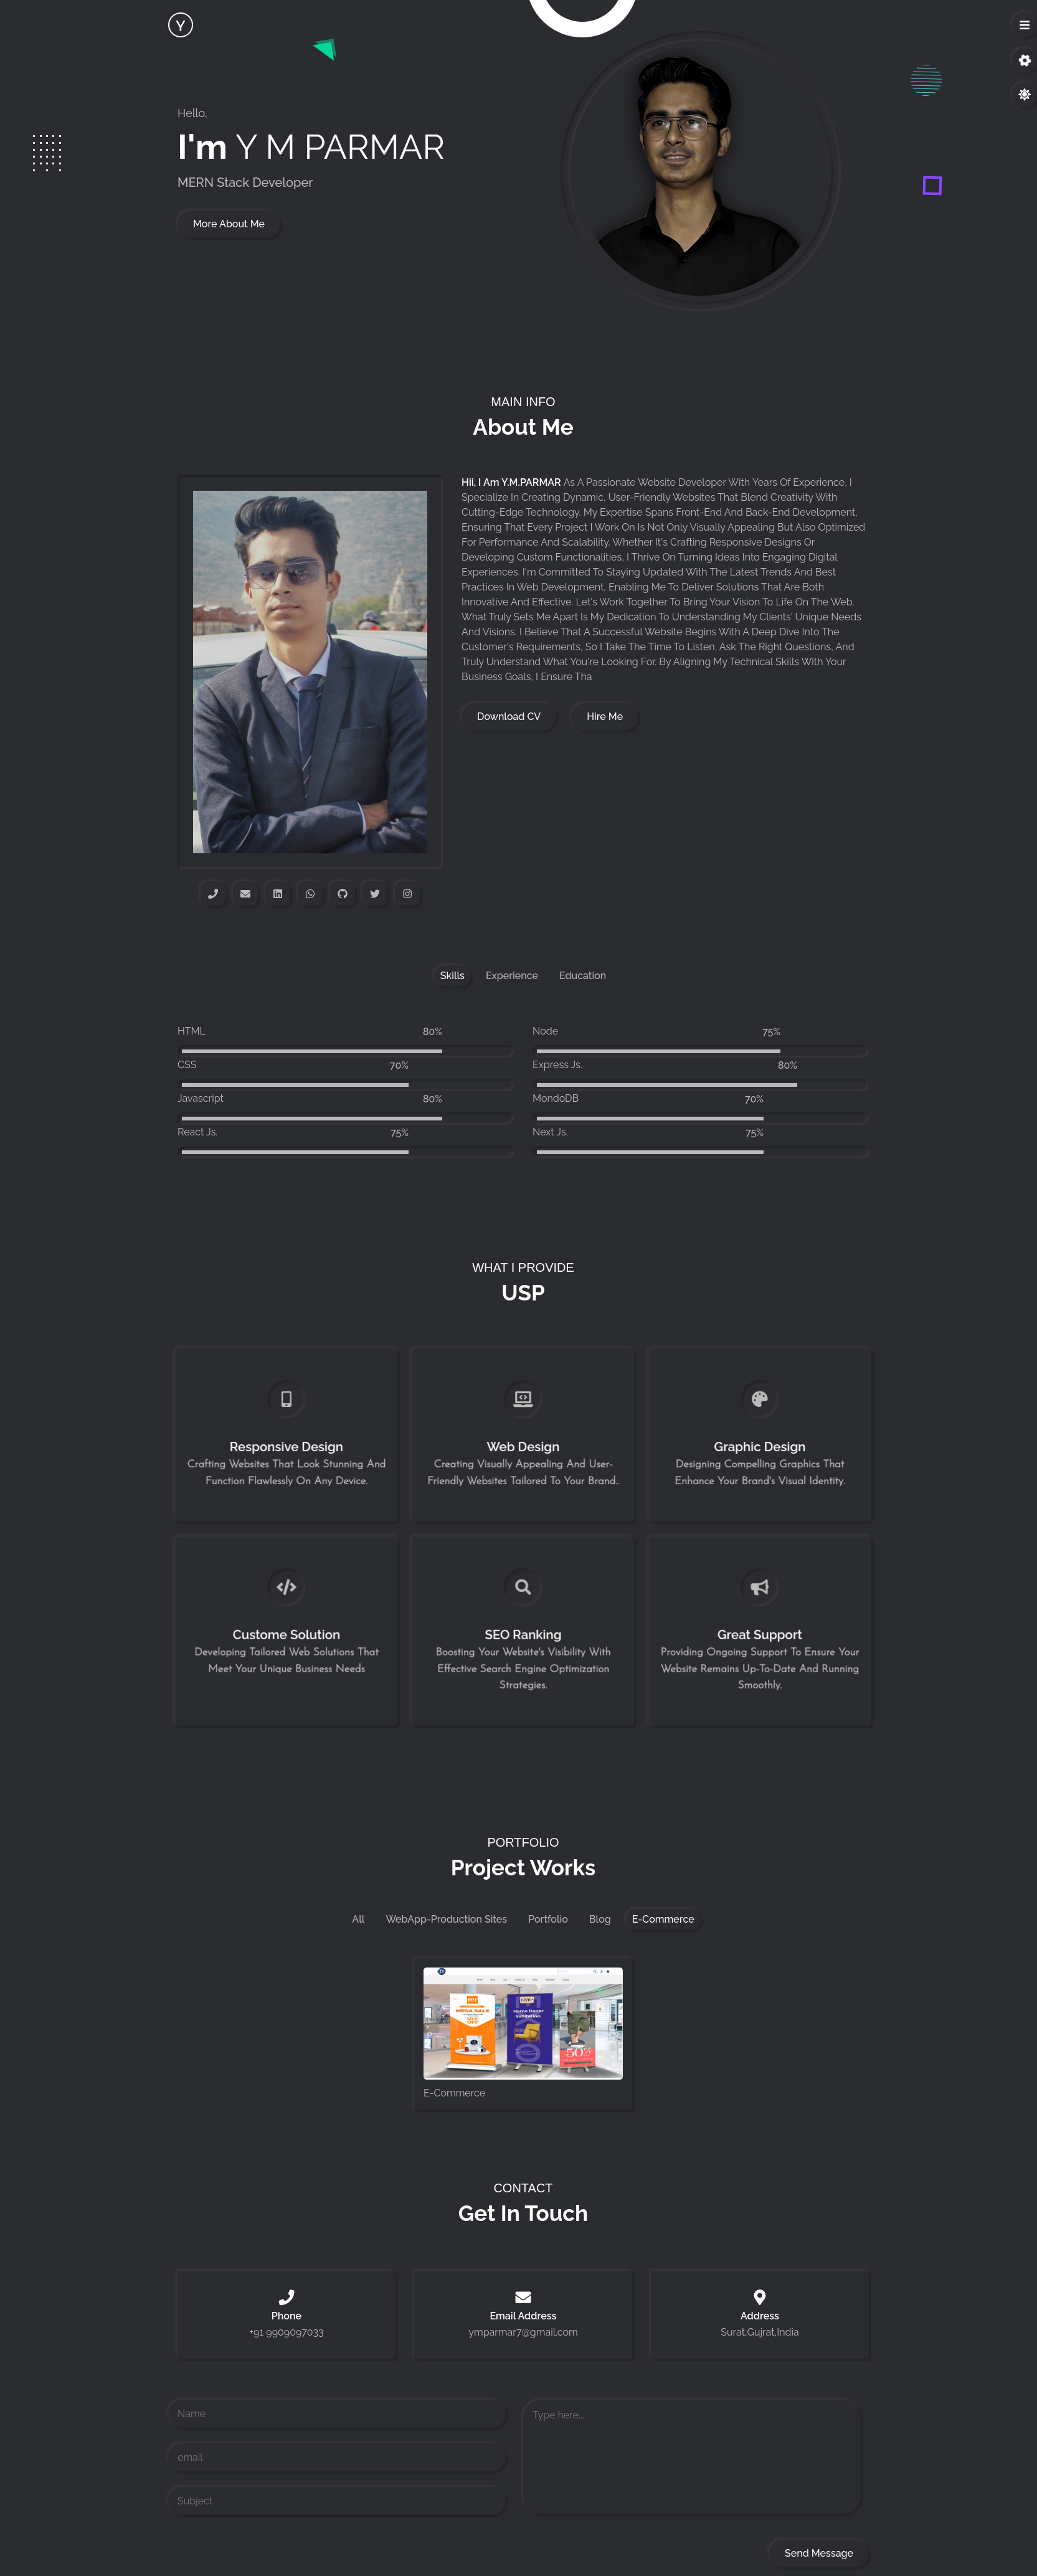 Y
Hello,
I'm Y M PARMAR
MERN Stack Developer
More About Me
MAIN INFO
About Me
Hii, I Am Y.M.PARMAR As A Passionate Website Developer With Years Of Experience, I
Specialize In Creating Dynamic, User-Friendly Websites That Blend Creativity With
Cutting-Edge Technology. My Expertise Spans Front-End And Back-End Development,
Ensuring That Every Project I Work On Is Not Only Visually Appealing But Also Optimized
For Performance And Scalability. Whether It's Crafting Responsive Designs Or
Developing Custom Functionalities, I Thrive On Turning Ideas Into Engaging Digital
Experiences. I'm Committed To Staying Updated With The Latest Trends And Best
Practices In Web Development, Enabling Me To Deliver Solutions That Are Both
Innovative And Effective. Let's Work Together To Bring Your Vision To Life On The Web.
What Truly Sets Me Apart Is My Dedication To Understanding My Clients' Unique Needs
And Visions. I Believe That A Successful Website Begins With A Deep Dive Into The
Customer's Requirements, So I Take The Time To Listen, Ask The Right Questions, And
Truly Understand What You're Looking For. By Aligning My Technical Skills With Your
Business Goals, I Ensure Tha
Download CV Hire Me
Skills Experience Education
HTML 80%
CSS 70%
Javascript 80%
React Js. 75%
Node 75%
Express Js. 80%
MondoDB 70%
Next Js. 75%
WHAT I PROVIDE
USP
Responsive Design
Crafting Websites That Look Stunning And
Function Flawlessly On Any Device.
Web Design
Creating Visually Appealing And User-
Friendly Websites Tailored To Your Brand..
Graphic Design
Designing Compelling Graphics That
Enhance Your Brand's Visual Identity.
Custome Solution
Developing Tailored Web Solutions That
Meet Your Unique Business Needs
SEO Ranking
Boosting Your Website's Visibility With
Effective Search Engine Optimization
Strategies.
Great Support
Providing Ongoing Support To Ensure Your
Website Remains Up-To-Date And Running
Smoothly.
PORTFOLIO
Project Works
All WebApp-Production Sites Portfolio Blog E-Commerce
MEGA SALE
OFF
Home Decor
Exhibition
50%
E-Commerce
CONTACT
Get In Touch
Phone
+91 9909097033
Email Address
ymparmar7@gmail.com
Address
Surat,Gujrat,India
Name
email
Subject
Type here...
Send Message